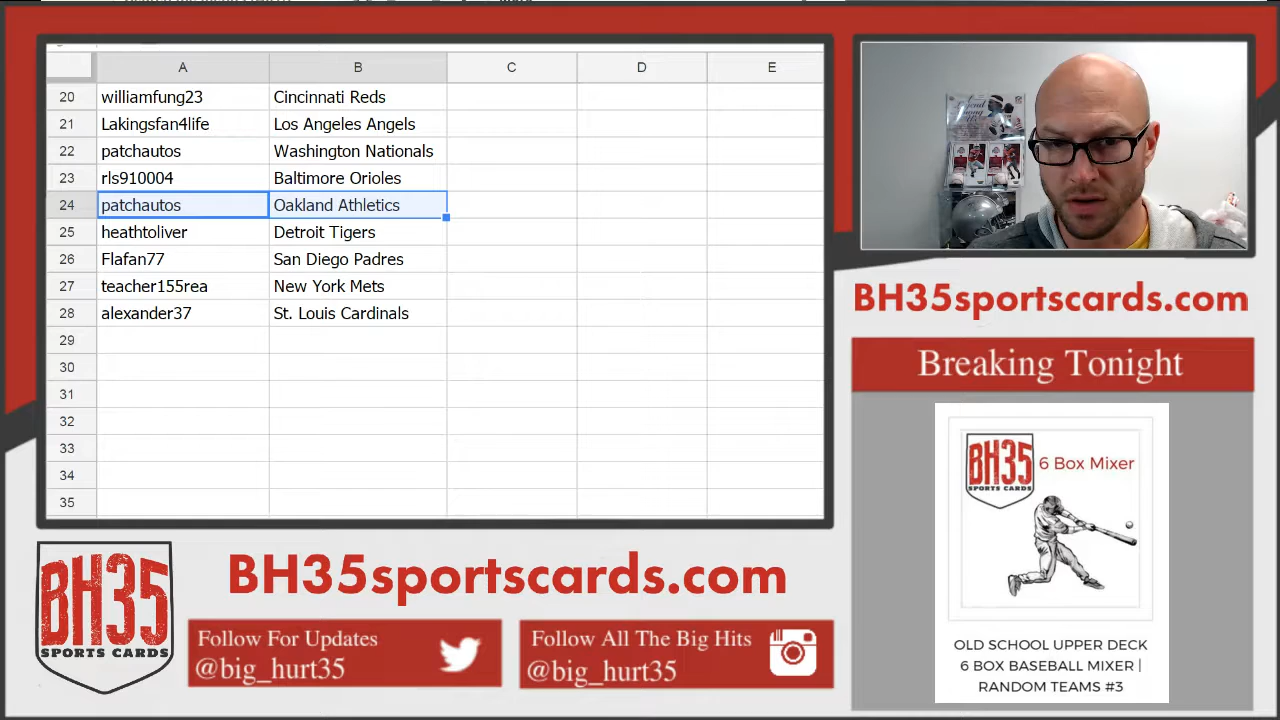 A B C D E
20 williamfung23 Cincinnati Reds
21 Lakingsfan4life Los Angeles Angels
22 patchautos Washington Nationals
23 rls910004 Baltimore Orioles
24 patchautos Oakland Athletics
25 heathtoliver Detroit Tigers
26 Flafan77 San Diego Padres
27 teacher155rea New York Mets
28 alexander37 St. Louis Cardinals
29
30
31
32
33
34
35
BH35sportscards.com
Breaking Tonight
BH35
SPORTS CARDS
6 Box Mixer
OLD SCHOOL UPPER DECK
6 BOX BASEBALL MIXER |
RANDOM TEAMS #3
BH35
SPORTS CARDS
BH35sportscards.com
Follow For Updates
@big_hurt35
Follow All The Big Hits
@big_hurt35